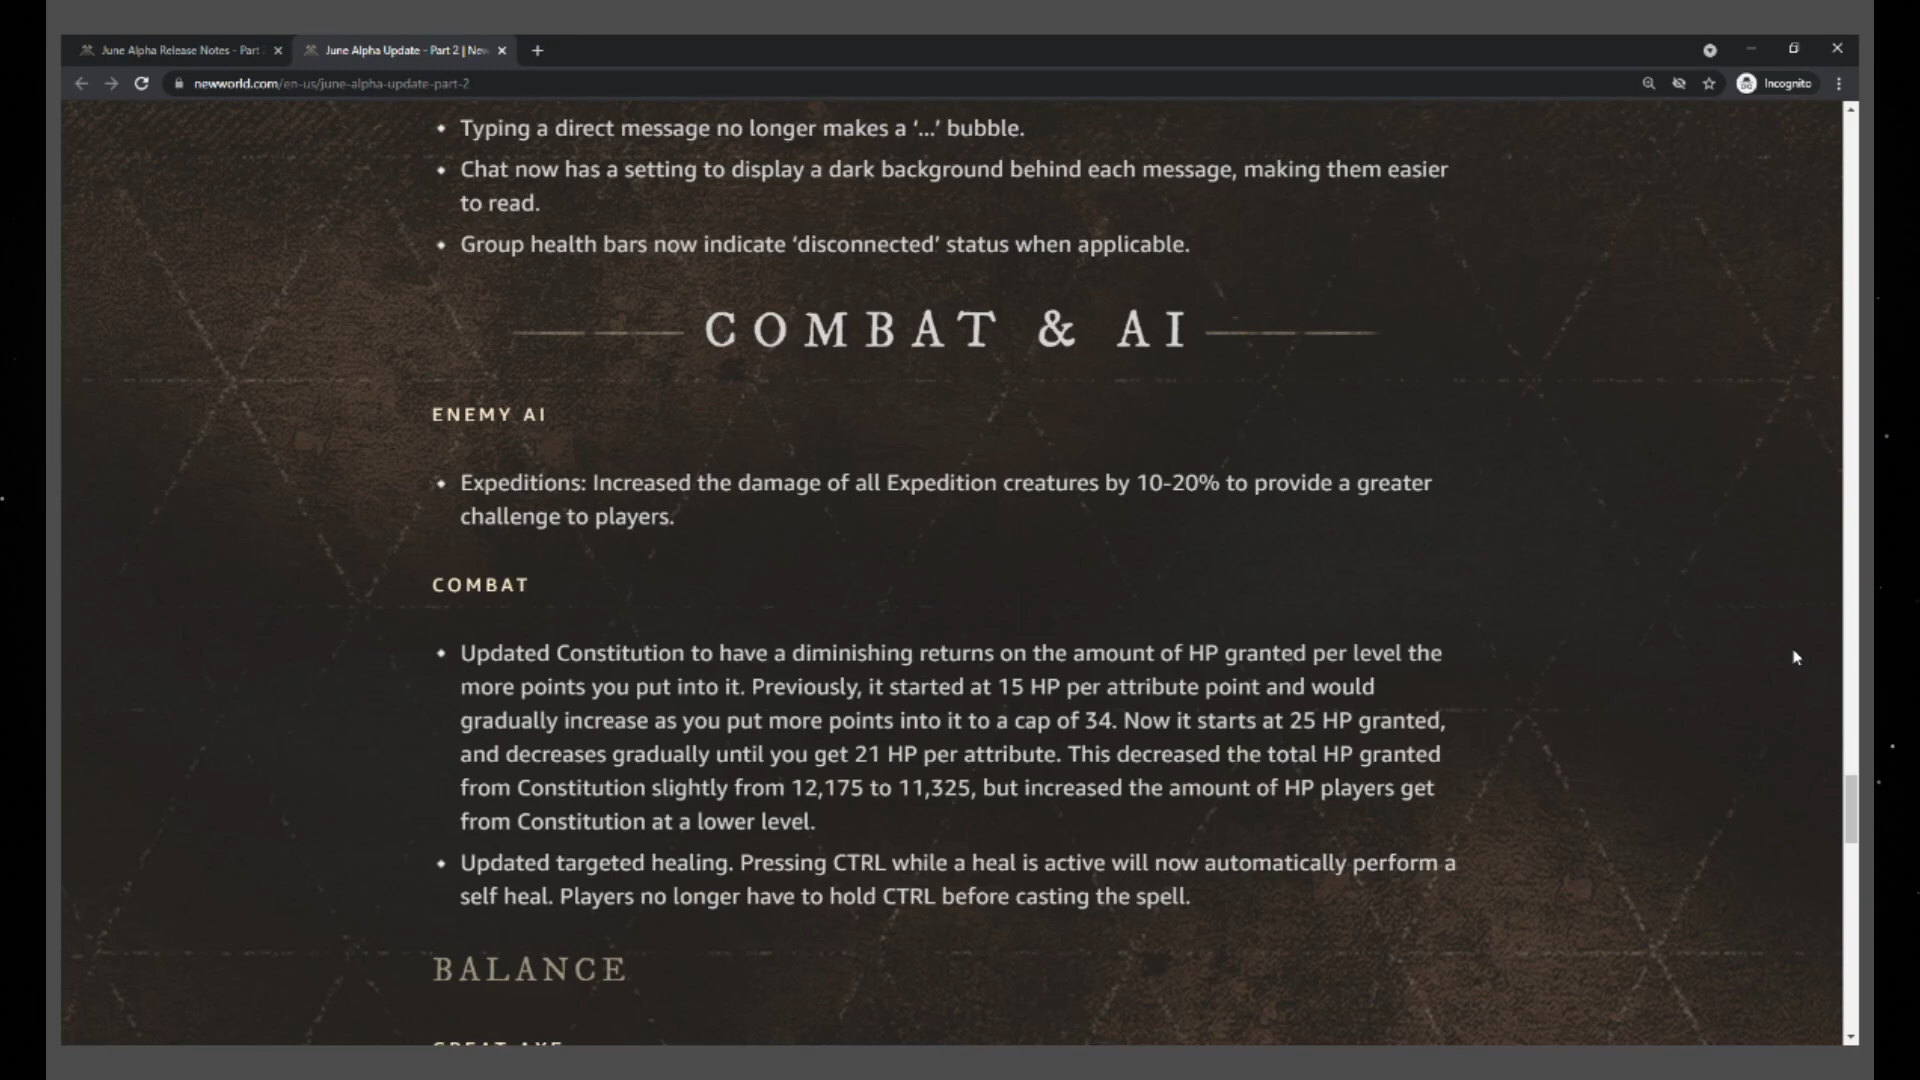 June Alpha Release Notes - Part
June Alpha Update - Part 2 | New
newworld.com/en-us/june-alpha-update-part-2
Incognito
• Typing a direct message no longer makes a ‘...’ bubble.
• Chat now has a setting to display a dark background behind each message, making them easier
to read.
• Group health bars now indicate ‘disconnected’ status when applicable.
COMBAT & AI
ENEMY AI
• Expeditions: Increased the damage of all Expedition creatures by 10-20% to provide a greater
challenge to players.
COMBAT
• Updated Constitution to have a diminishing returns on the amount of HP granted per level the
more points you put into it. Previously, it started at 15 HP per attribute point and would
gradually increase as you put more points into it to a cap of 34. Now it starts at 25 HP granted,
and decreases gradually until you get 21 HP per attribute. This decreased the total HP granted
from Constitution slightly from 12,175 to 11,325, but increased the amount of HP players get
from Constitution at a lower level.
• Updated targeted healing. Pressing CTRL while a heal is active will now automatically perform a
self heal. Players no longer have to hold CTRL before casting the spell.
BALANCE
GREAT AXE